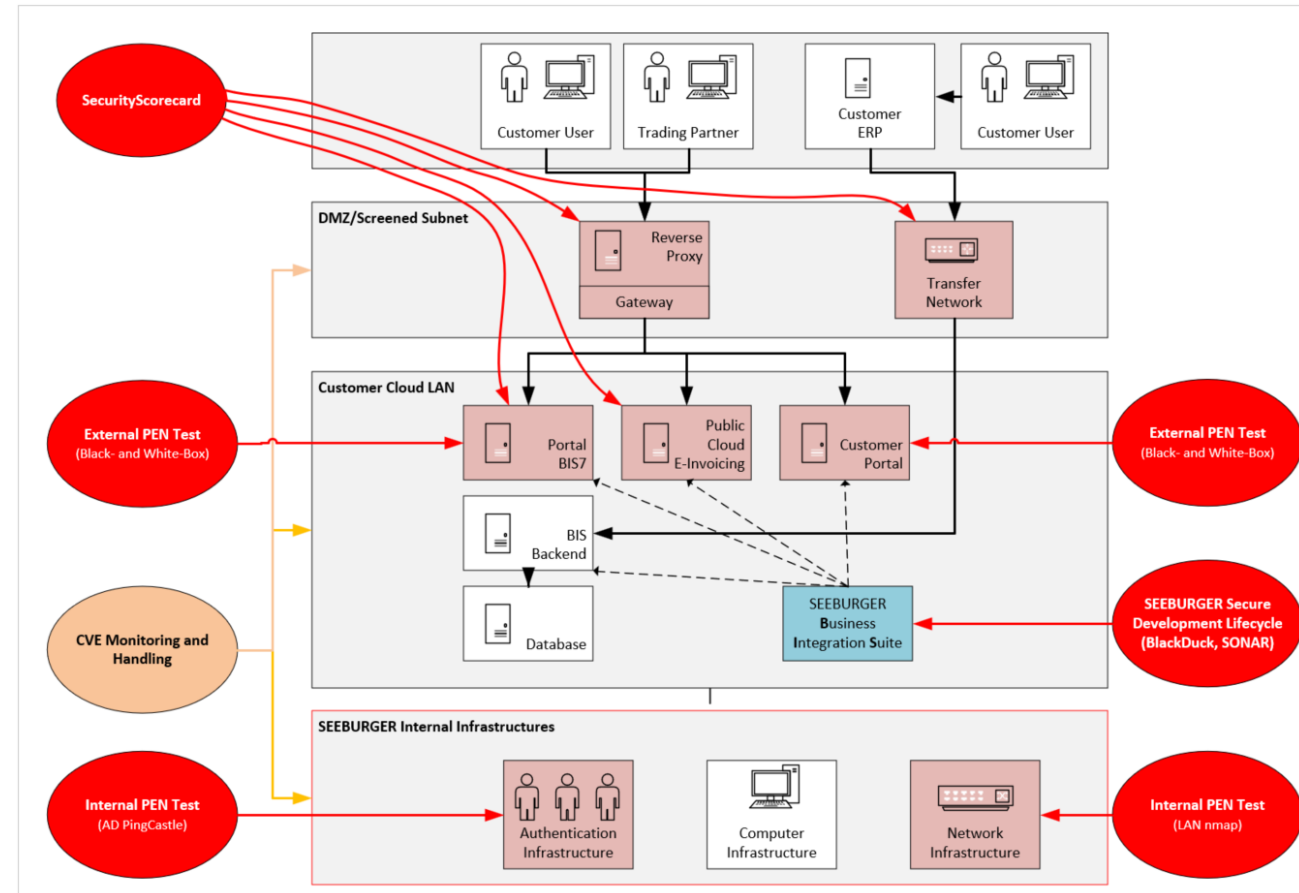 SecurityScorecard
Customer User
Trading Partner
Customer
ERP
Customer User
DMZ/Screened Subnet
Reverse
Proxy
Gateway
Transfer
Network
Customer Cloud LAN
External PEN Test
(Black- and White-Box)
Portal
BIS7
Public
Cloud
E-Invoicing
Customer
Portal
External PEN Test
(Black- and White-Box)
BIS
Backend
Database
SEEBURGER
Business
Integration Suite
SEEBURGER Secure
Development Lifecycle
(BlackDuck, SONAR)
CVE Monitoring and
Handling
SEEBURGER Internal Infrastructures
Internal PEN Test
(AD PingCastle)
Authentication
Infrastructure
Computer
Infrastructure
Network
Infrastructure
Internal PEN Test
(LAN nmap)